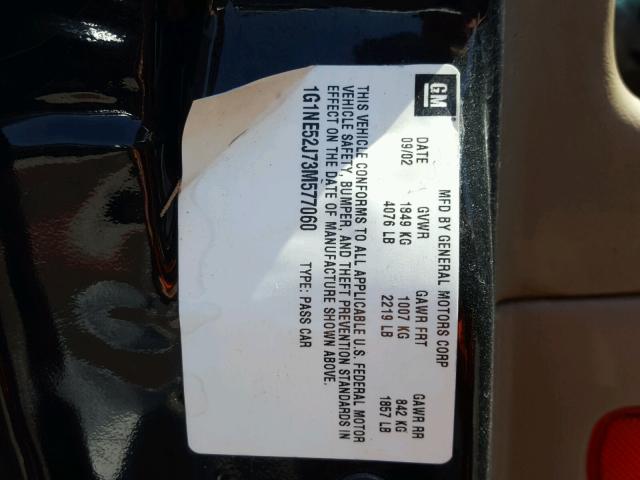 GM
MFD BY GENERAL MOTORS CORP
DATE GVWR GAWR FRT GAWR RR
09/02 1849 KG 1007 KG 842 KG
4076 LB 2219 LB 1857 LB
THIS VEHICLE CONFORMS TO ALL APPLICABLE U.S. FEDERAL MOTOR
VEHICLE SAFETY, BUMPER, AND THEFT PREVENTION STANDARDS IN
EFFECT ON THE DATE OF MANUFACTURE SHOWN ABOVE.
1G1NE52J73M577060 TYPE: PASS CAR